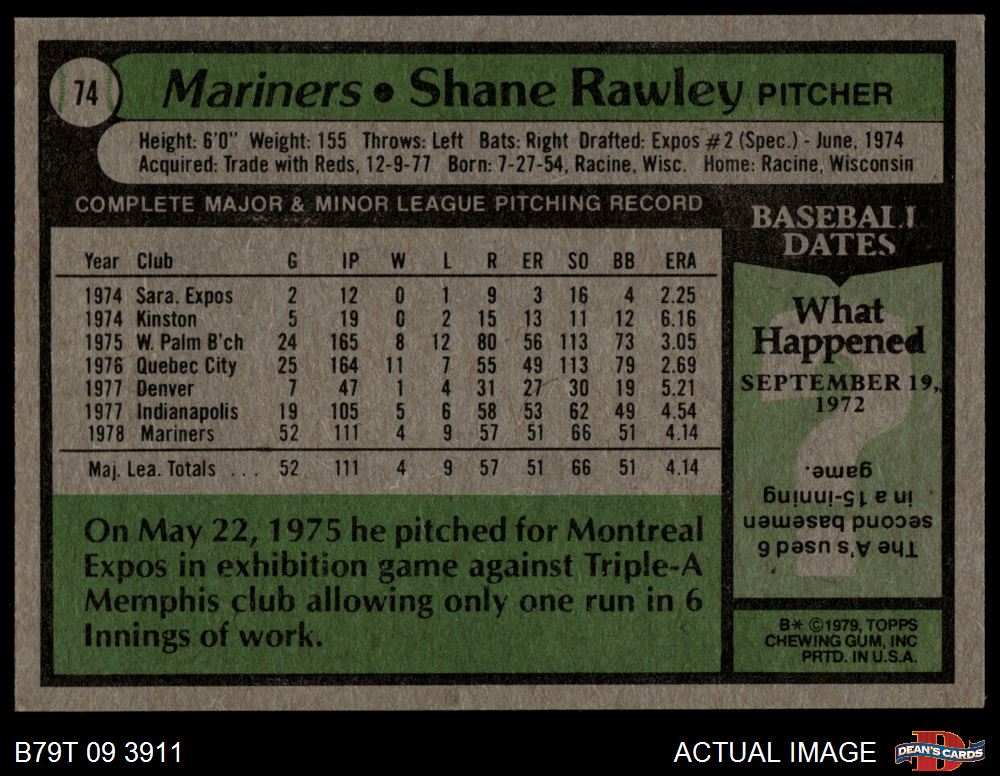 74
Mariners • Shane Rawley PITCHER
Height: 6'0" Weight: 155 Throws: Left Bats: Right Drafted: Expos #2 (Spec.) - June, 1974
Acquired: Trade with Reds, 12-9-77 Born: 7-27-54, Racine, Wisc. Home: Racine, Wisconsin
COMPLETE MAJOR & MINOR LEAGUE PITCHING RECORD
Year Club G IP W L R ER SO BB ERA
1974 Sara. Expos 2 12 0 1 9 3 16 4 2.25
1974 Kinston 5 19 0 2 15 13 11 12 6.16
1975 W. Palm B'ch 24 165 8 12 80 56 113 73 3.05
1976 Quebec City 25 164 11 7 55 49 113 79 2.69
1977 Denver 7 47 1 4 31 27 30 19 5.21
1977 Indianapolis 19 105 5 6 58 53 62 49 4.54
1978 Mariners 52 111 4 9 57 51 66 51 4.14
Maj. Lea. Totals ... 52 111 4 9 57 51 66 51 4.14
On May 22, 1975 he pitched for Montreal
Expos in exhibition game against Triple-A
Memphis club allowing only one run in 6
Innings of work.
BASEBALL
DATES
What
Happened
SEPTEMBER 19,
1972
?
The A's used 6
second basemen
in a 15-inning
game.
B* ©1979, TOPPS
CHEWING GUM, INC
PRTD. IN U.S.A.
B79T 09 3911
ACTUAL IMAGE
DEAN'S CARDS